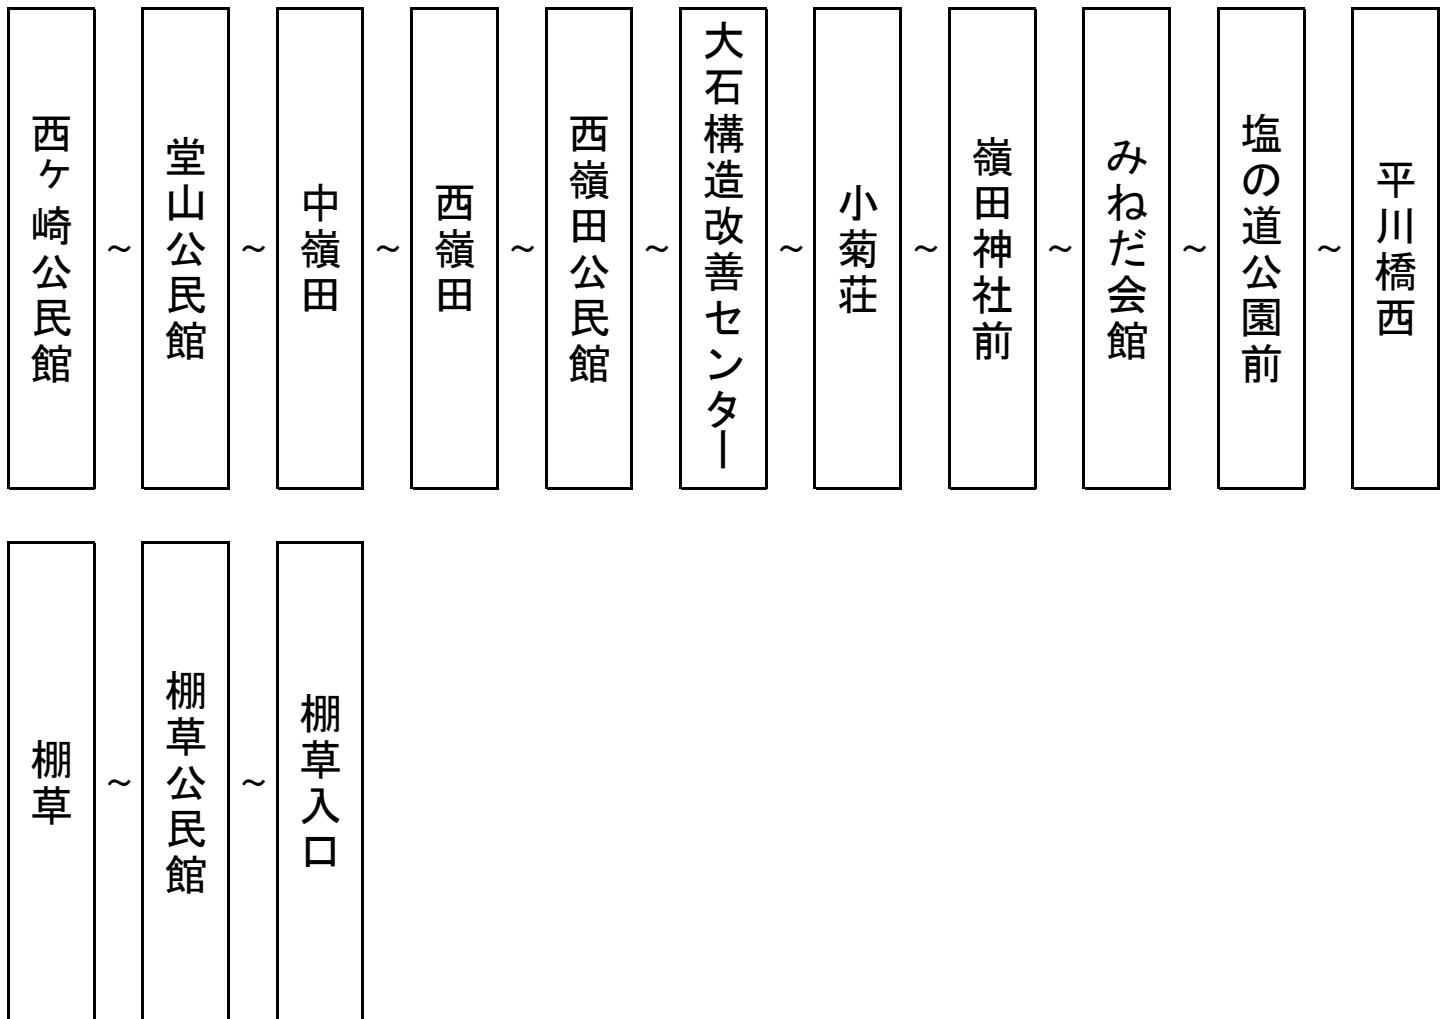 西ケ崎公民館
～
堂山公民館
～
中嶺田
～
西嶺田
～
西嶺田公民館
～
大石構造改善センター
～
小菊荘
～
嶺田神社前
～
みねだ会館
～
塩の道公園前
～
平川橋西
棚草
～
棚草公民館
～
棚草入口